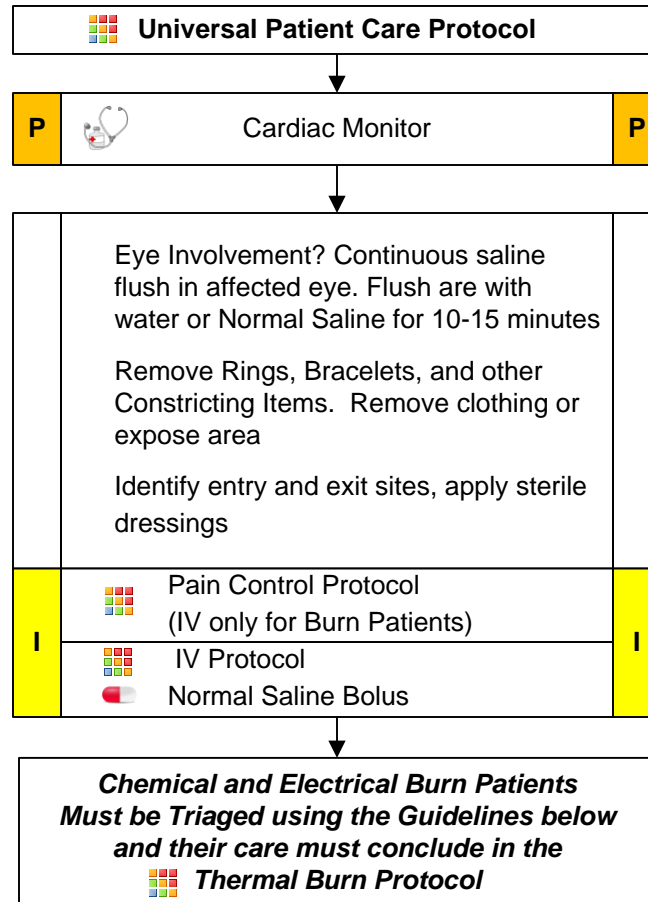 Universal Patient Care Protocol
P Cardiac Monitor P
Eye Involvement? Continuous saline
flush in affected eye. Flush are with
water or Normal Saline for 10-15 minutes
Remove Rings, Bracelets, and other
Constricting Items. Remove clothing or
expose area
Identify entry and exit sites, apply sterile
dressings
Pain Control Protocol
(IV only for Burn Patients)
I I
IV Protocol
Normal Saline Bolus
Chemical and Electrical Burn Patients
Must be Triaged using the Guidelines below
and their care must conclude in the
Thermal Burn Protocol